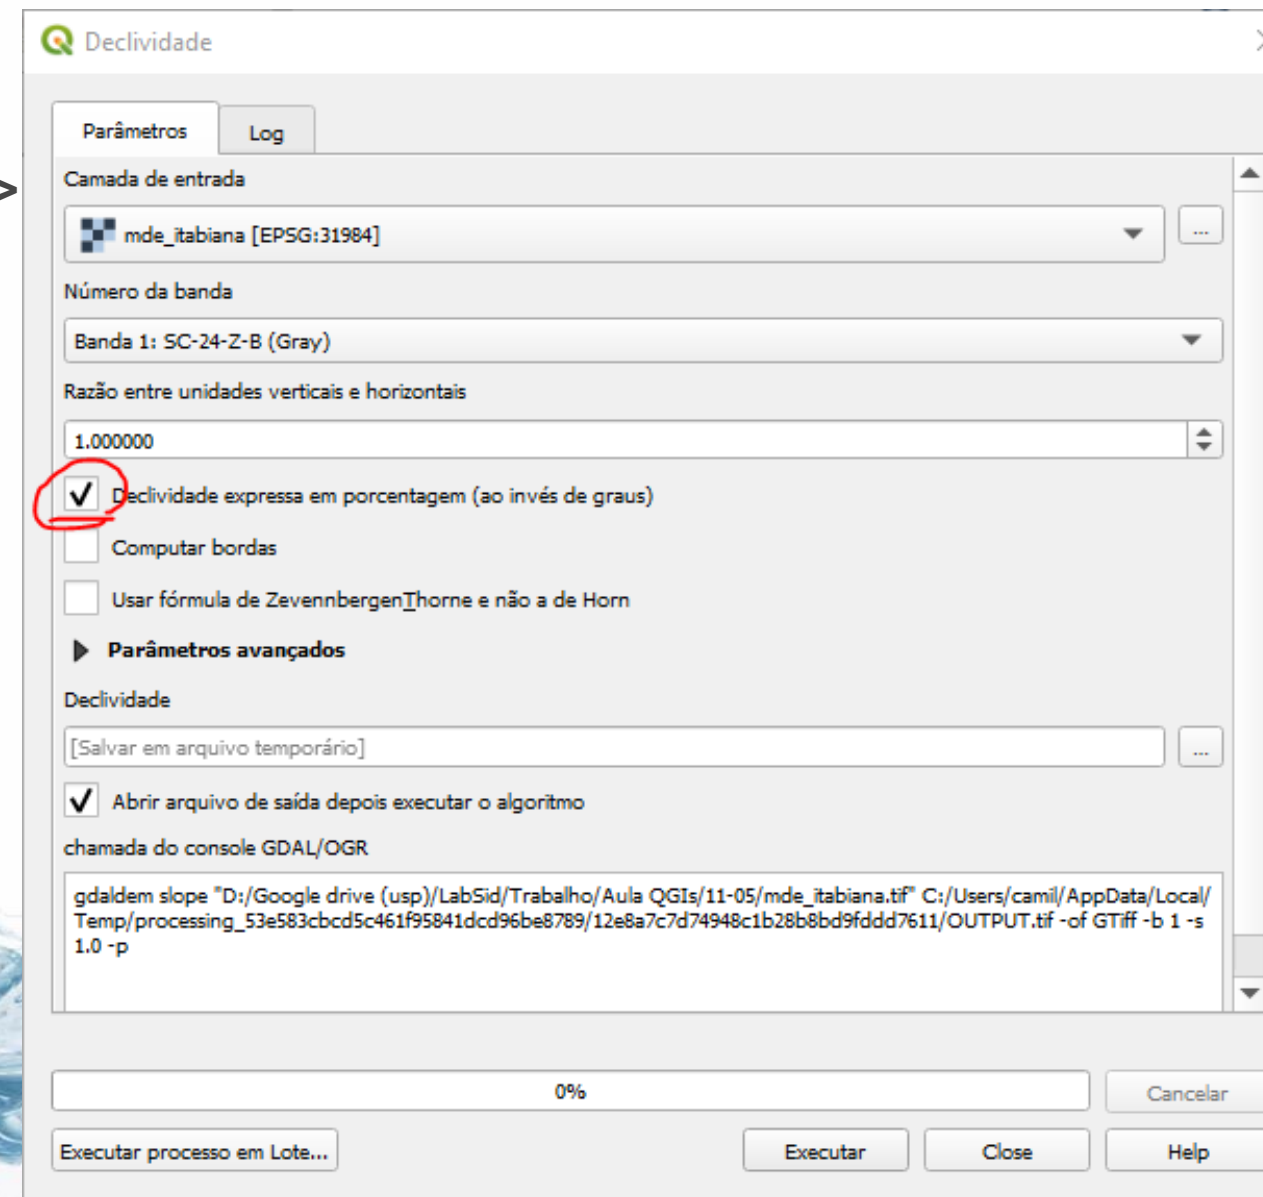 Declividade
Parâmetros
Log
>
Camada de entrada
mde_itabiana [EPSG:31984]
...
Número da banda
Banda 1: SC-24-Z-B (Gray)
Razão entre unidades verticais e horizontais
1.000000
Declividade expressa em porcentagem (ao invés de graus)
Computar bordas
Usar fórmula de ZevennbergenThorne e não a de Horn
Parâmetros avançados
Declividade
[Salvar em arquivo temporário]
...
Abrir arquivo de saída depois executar o algoritmo
chamada do console GDAL/OGR
gdaldem slope "D:/Google drive (usp)/LabSid/Trabalho/Aula QGIs/11-05/mde_itabiana.tif" C:/Users/camil/AppData/Local/
Temp/processing_53e583cbcd5c461f95841dcd96be8789/12e8a7c7d74948c1b28b8bd9fddd7611/OUTPUT.tif -of GTiff -b 1 -s
1.0 -p
0%
Cancelar
Executar processo em Lote...
Executar
Close
Help